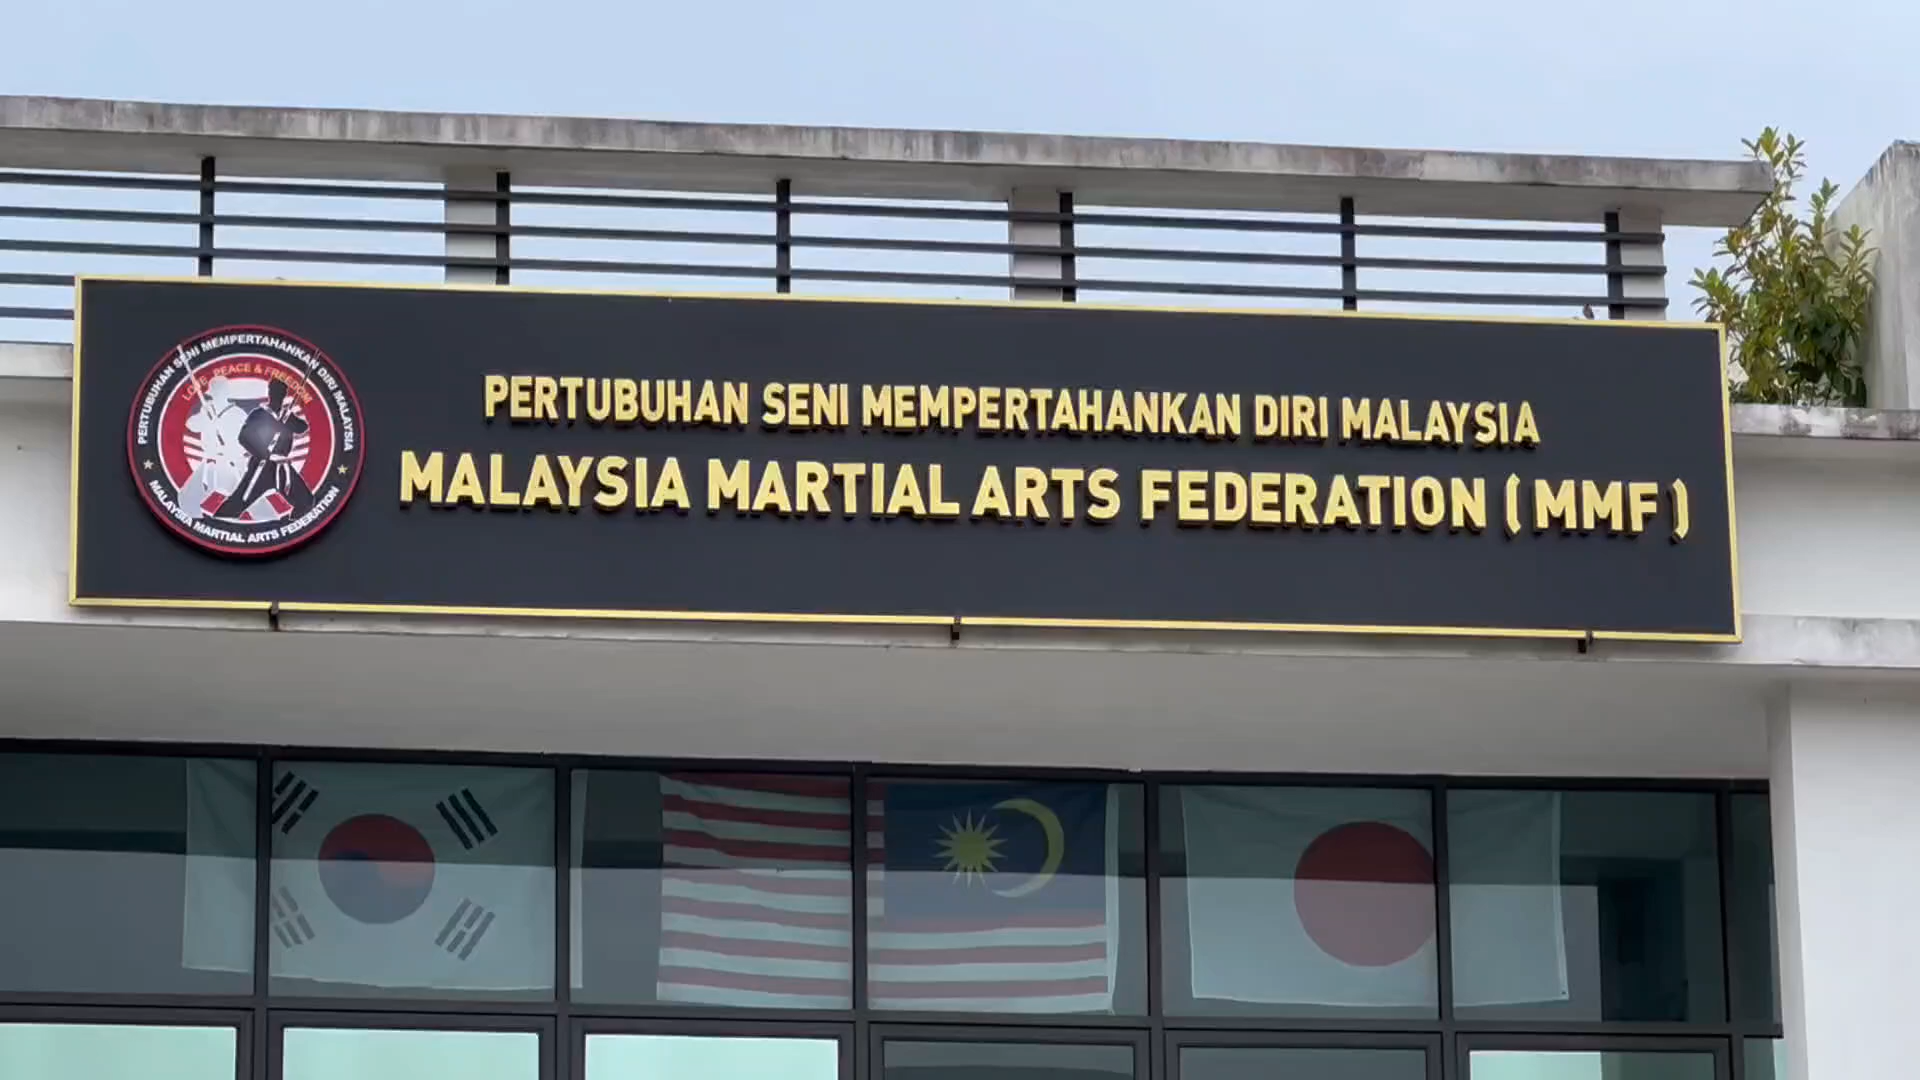 PERTUBUHAN SENI MEMPERTAHANKAN DIRI MALAYSIA
LOVE, PEACE & FREEDOM
MALAYSIA MARTIAL ARTS FEDERATION
PERTUBUHAN SENI MEMPERTAHANKAN DIRI MALAYSIA
MALAYSIA MARTIAL ARTS FEDERATION (MMF)